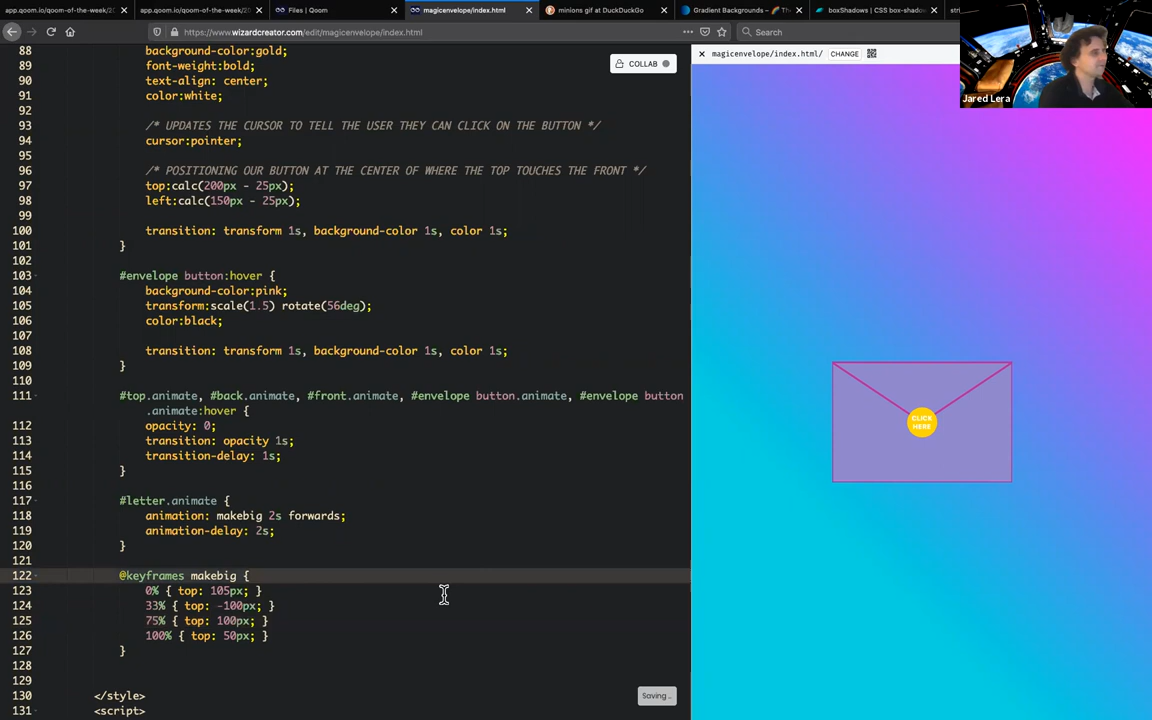 app.qoom.io/qoom-of-the-week/2
app.qoom.io/qoom-of-the-week/2
Files | Qoom
magicenvelope/index.html
minions gif at DuckDuckGo
Gradient Backgrounds –
boxShadows | CSS box-shad
https://www.wizardcreator.com/edit/magicenvelope/index.html
Search
magicenvelope/index.html/ CHANGE
COLLAB
Jared Lera
88 background-color:gold;
89 font-weight:bold;
90 text-align: center;
91 color:white;
92
93 /* UPDATES THE CURSOR TO TELL THE USER THEY CAN CLICK ON THE BUTTON */
94 cursor:pointer;
95
96 /* POSITIONING OUR BUTTON AT THE CENTER OF WHERE THE TOP TOUCHES THE FRONT */
97 top:calc(200px - 25px);
98 left:calc(150px - 25px);
99
100 transition: transform 1s, background-color 1s, color 1s;
101 }
102
103 #envelope button:hover {
104 background-color:pink;
105 transform:scale(1.5) rotate(56deg);
106 color:black;
107
108 transition: transform 1s, background-color 1s, color 1s;
109 }
110
111 #top.animate, #back.animate, #front.animate, #envelope button.animate, #envelope button
.animate:hover {
112 opacity: 0;
113 transition: opacity 1s;
114 transition-delay: 1s;
115 }
116
117 #letter.animate {
118 animation: makebig 2s forwards;
119 animation-delay: 2s;
120 }
121
122 @keyframes makebig {
123 0% { top: 105px; }
124 33% { top: -100px; }
125 75% { top: 100px; }
126 100% { top: 50px; }
127 }
128
129
130 </style>
131 <script>
Saving ..
CLICK
HERE